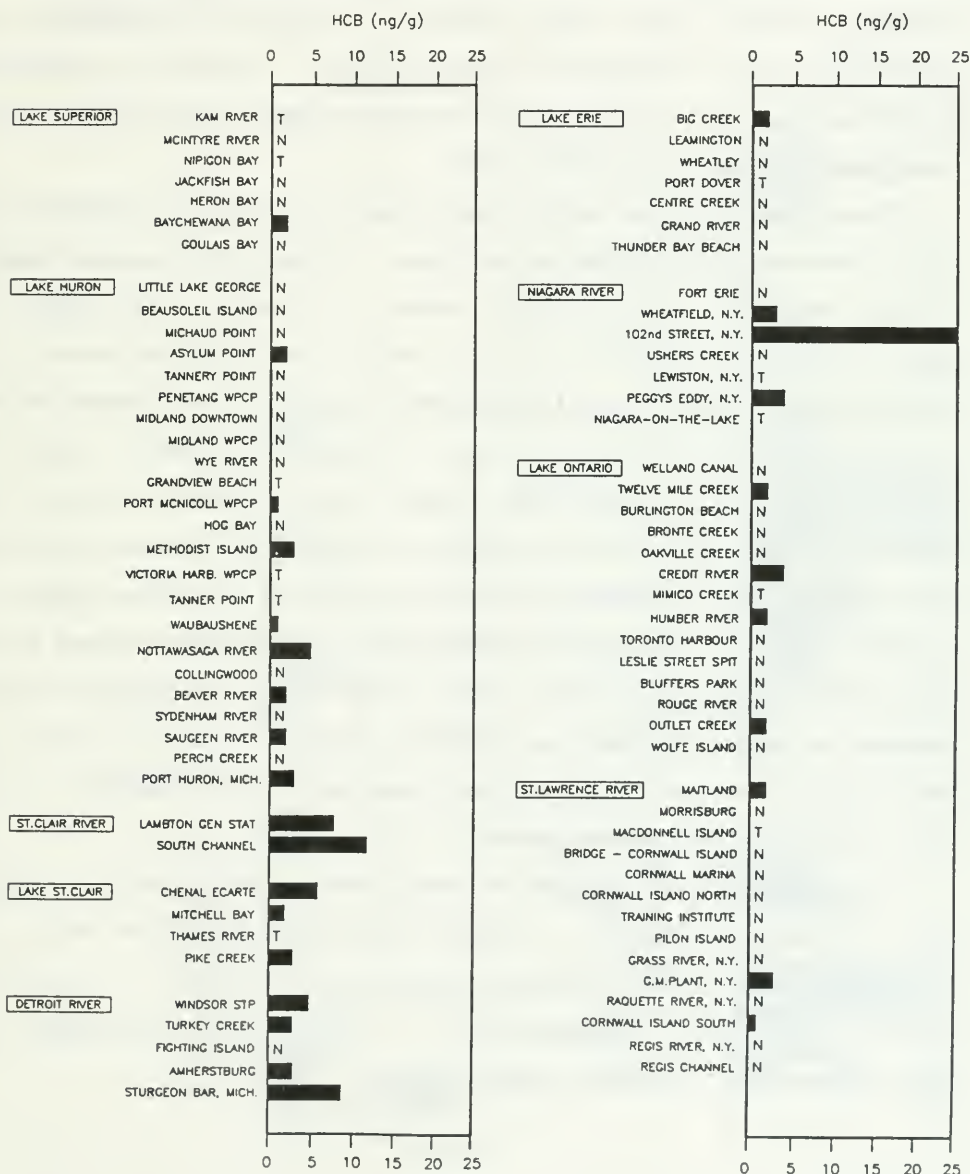 HCB (ng/g)
0 5 10 15 20 25
LAKE SUPERIOR KAM RIVER T
MCINTYRE RIVER N
NIPIGON BAY T
JACKFISH BAY N
HERON BAY N
BAYCHEWANA BAY
GOULAIS BAY N
LAKE HURON LITTLE LAKE GEORGE N
BEAUSOLEIL ISLAND N
MICHAUD POINT N
ASYLUM POINT
TANNERY POINT N
PENETANG WPCP N
MIDLAND DOWNTOWN N
MIDLAND WPCP N
WYE RIVER N
GRANDVIEW BEACH T
PORT MCNICOLL WPCP
HOG BAY N
METHODIST ISLAND
VICTORIA HARB. WPCP T
TANNER POINT T
WAUBAUSHENE
NOTTAWASAGA RIVER
COLLINGWOOD N
BEAVER RIVER
SYDENHAM RIVER N
SAUGEEN RIVER
PERCH CREEK N
PORT HURON, MICH.
ST.CLAIR RIVER LAMBTON GEN STAT
SOUTH CHANNEL
LAKE ST.CLAIR CHENAL ECARTE
MITCHELL BAY
THAMES RIVER T
PIKE CREEK
DETROIT RIVER WINDSOR STP
TURKEY CREEK
FIGHTING ISLAND N
AMHERSTBURG
STURGEON BAR, MICH.
0 5 10 15 20 25
HCB (ng/g)
0 5 10 15 20 25
LAKE ERIE BIG CREEK
LEAMINGTON N
WHEATLEY N
PORT DOVER T
CENTRE CREEK N
GRAND RIVER N
THUNDER BAY BEACH N
NIAGARA RIVER FORT ERIE N
WHEATFIELD, N.Y.
102nd STREET, N.Y.
USHERS CREEK N
LEWISTON, N.Y. T
PEGGYS EDDY, N.Y.
NIAGARA-ON-THE-LAKE T
LAKE ONTARIO WELLAND CANAL N
TWELVE MILE CREEK
BURLINGTON BEACH N
BRONTE CREEK N
OAKVILLE CREEK N
CREDIT RIVER
MIMICO CREEK T
HUMBER RIVER
TORONTO HARBOUR N
LESLIE STREET SPIT N
BLUFFERS PARK N
ROUGE RIVER N
OUTLET CREEK
WOLFE ISLAND N
ST.LAWRENCE RIVER MAITLAND
MORRISBURG N
MACDONNELL ISLAND T
BRIDGE - CORNWALL ISLAND N
CORNWALL MARINA N
CORNWALL ISLAND NORTH N
TRAINING INSTITUTE N
PILON ISLAND N
GRASS RIVER, N.Y. N
G.M.PLANT, N.Y.
RAQUETTE RIVER, N.Y. N
CORNWALL ISLAND SOUTH
REGIS RIVER, N.Y. N
REGIS CHANNEL N
0 5 10 15 20 25